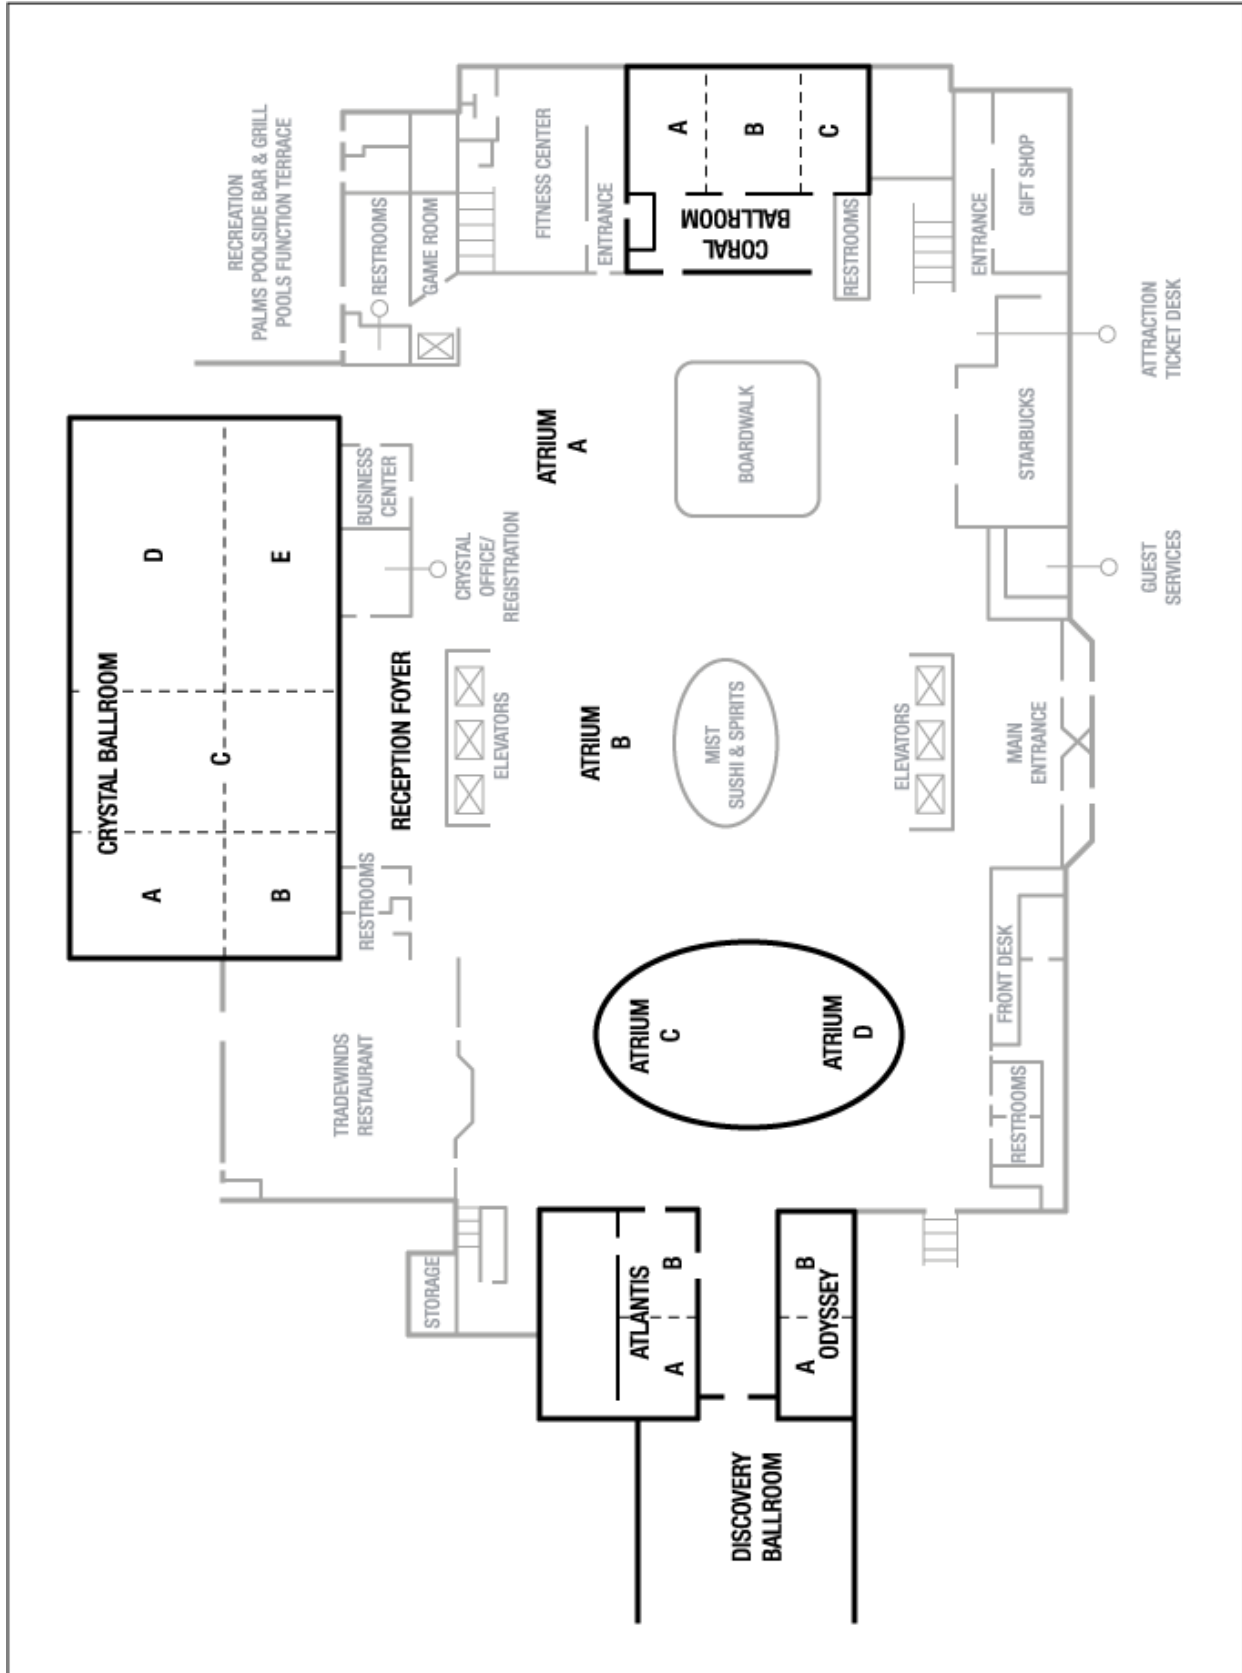 RECREATION
PALMS POOLSIDE BAR & GRILL
POOLS FUNCTION TERRACE
RESTROOMS
GAME ROOM
FITNESS CENTER
ENTRANCE
A
B
C
CORAL
BALLROOM
RESTROOMS
ENTRANCE
GIFT SHOP
ATTRACTION
TICKET DESK
STARBUCKS
GUEST
SERVICES
BOARDWALK
ATRIUM
A
CRYSTAL BALLROOM
A
B
C
D
E
BUSINESS
CENTER
CRYSTAL
OFFICE/
REGISTRATION
RECEPTION FOYER
ELEVATORS
ATRIUM
B
MIST
SUSHI & SPIRITS
ELEVATORS
MAIN
ENTRANCE
RESTROOMS
TRADEWINDS
RESTAURANT
ATRIUM
C
ATRIUM
D
FRONT DESK
RESTROOMS
STORAGE
ATLANTIS
A
B
A
B
ODYSSEY
DISCOVERY
BALLROOM